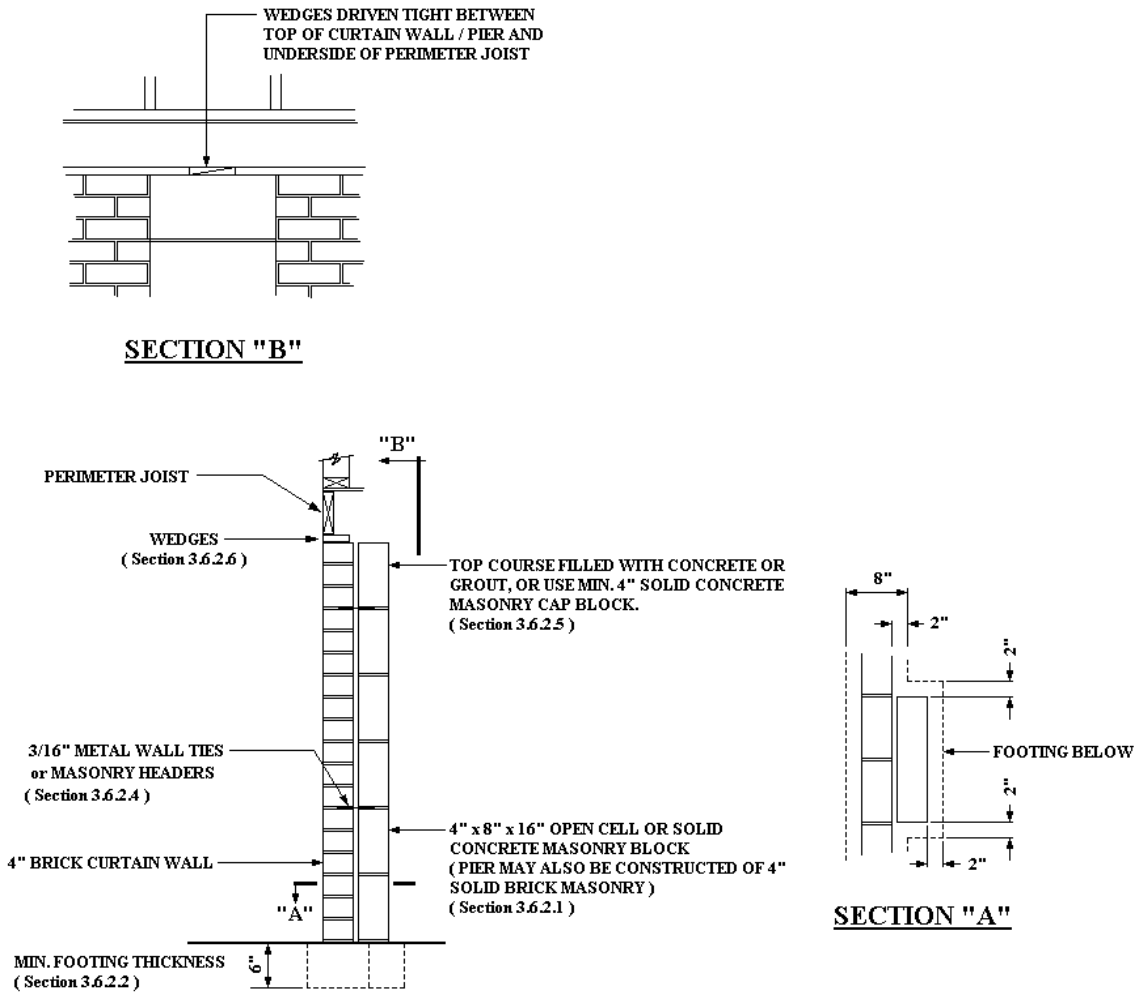 WEDGES DRIVEN TIGHT BETWEEN
TOP OF CURTAIN WALL / PIER AND
UNDERSIDE OF PERIMETER JOIST
SECTION "B"
"B"
PERIMETER JOIST
WEDGES
( Section 3.6.2.6 )
TOP COURSE FILLED WITH CONCRETE OR
GROUT, OR USE MIN. 4" SOLID CONCRETE
MASONRY CAP BLOCK.
( Section 3.6.2.5 )
3/16" METAL WALL TIES
or MASONRY HEADERS
( Section 3.6.2.4 )
4" x 8" x 16" OPEN CELL OR SOLID
CONCRETE MASONRY BLOCK
( PIER MAY ALSO BE CONSTRUCTED OF 4"
SOLID BRICK MASONRY )
( Section 3.6.2.1 )
4" BRICK CURTAIN WALL
"A"
MIN. FOOTING THICKNESS
( Section 3.6.2.2 )
6"
8"
2"
2"
FOOTING BELOW
2"
2"
SECTION "A"